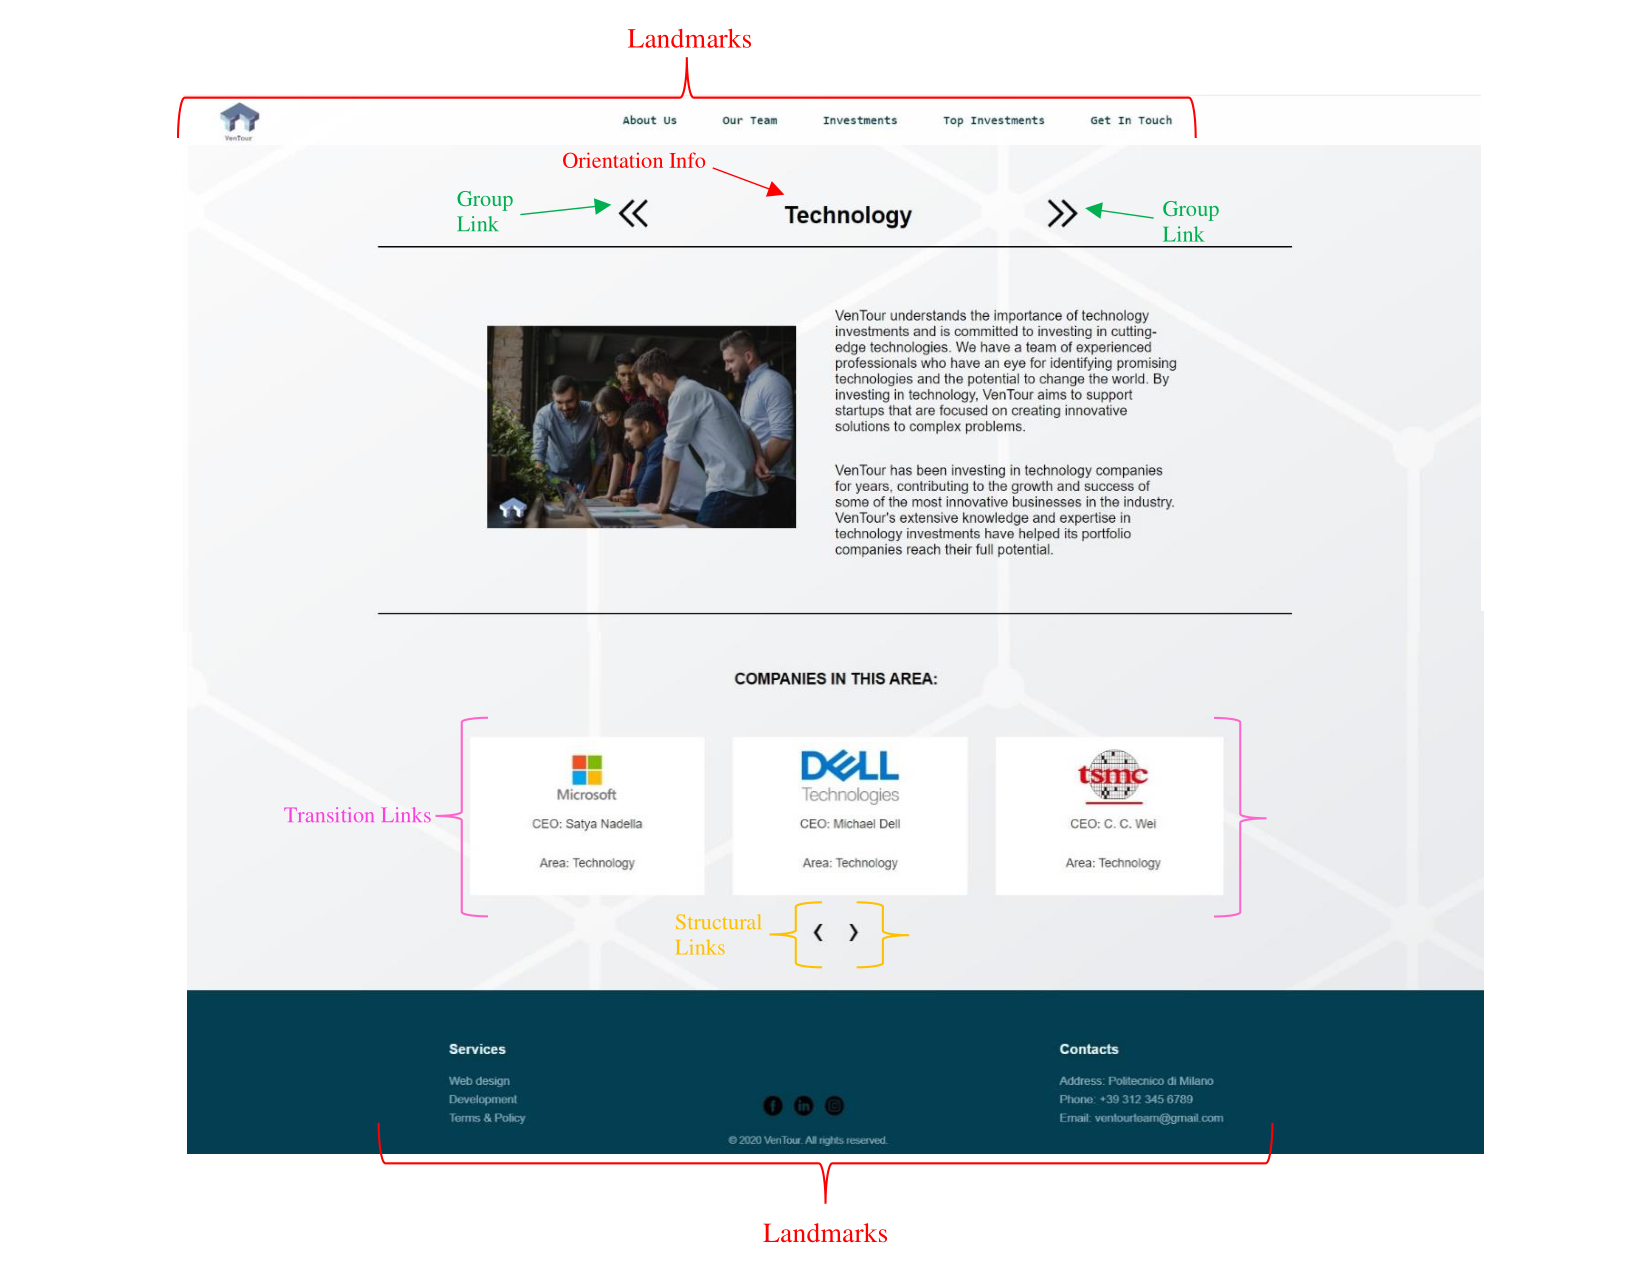 Landmarks
VenTour
About Us
Our Team
Investments
Top Investments
Get In Touch
Orientation Info
Group
Link
Technology
Group
Link
VenTour understands the importance of technology
investments and is committed to investing in cutting-
edge technologies. We have a team of experienced
professionals who have an eye for identifying promising
technologies and the potential to change the world. By
investing in technology, VenTour aims to support
startups that are focused on creating innovative
solutions to complex problems.
VenTour has been investing in technology companies
for years, contributing to the growth and success of
some of the most innovative businesses in the industry.
VenTour's extensive knowledge and expertise in
technology investments have helped its portfolio
companies reach their full potential.
COMPANIES IN THIS AREA:
Transition Links
Microsoft
CEO: Satya Nadella
Area: Technology
DELL
Technologies
CEO: Michael Dell
Area: Technology
tsmc
CEO: C. C. Wei
Area: Technology
Structural
Links
Services
Web design
Development
Terms & Policy
© 2020 VenTour. All rights reserved.
Contacts
Address: Politecnico di Milano
Phone: +39 312 345 6789
Email: ventourteam@gmail.com
Landmarks